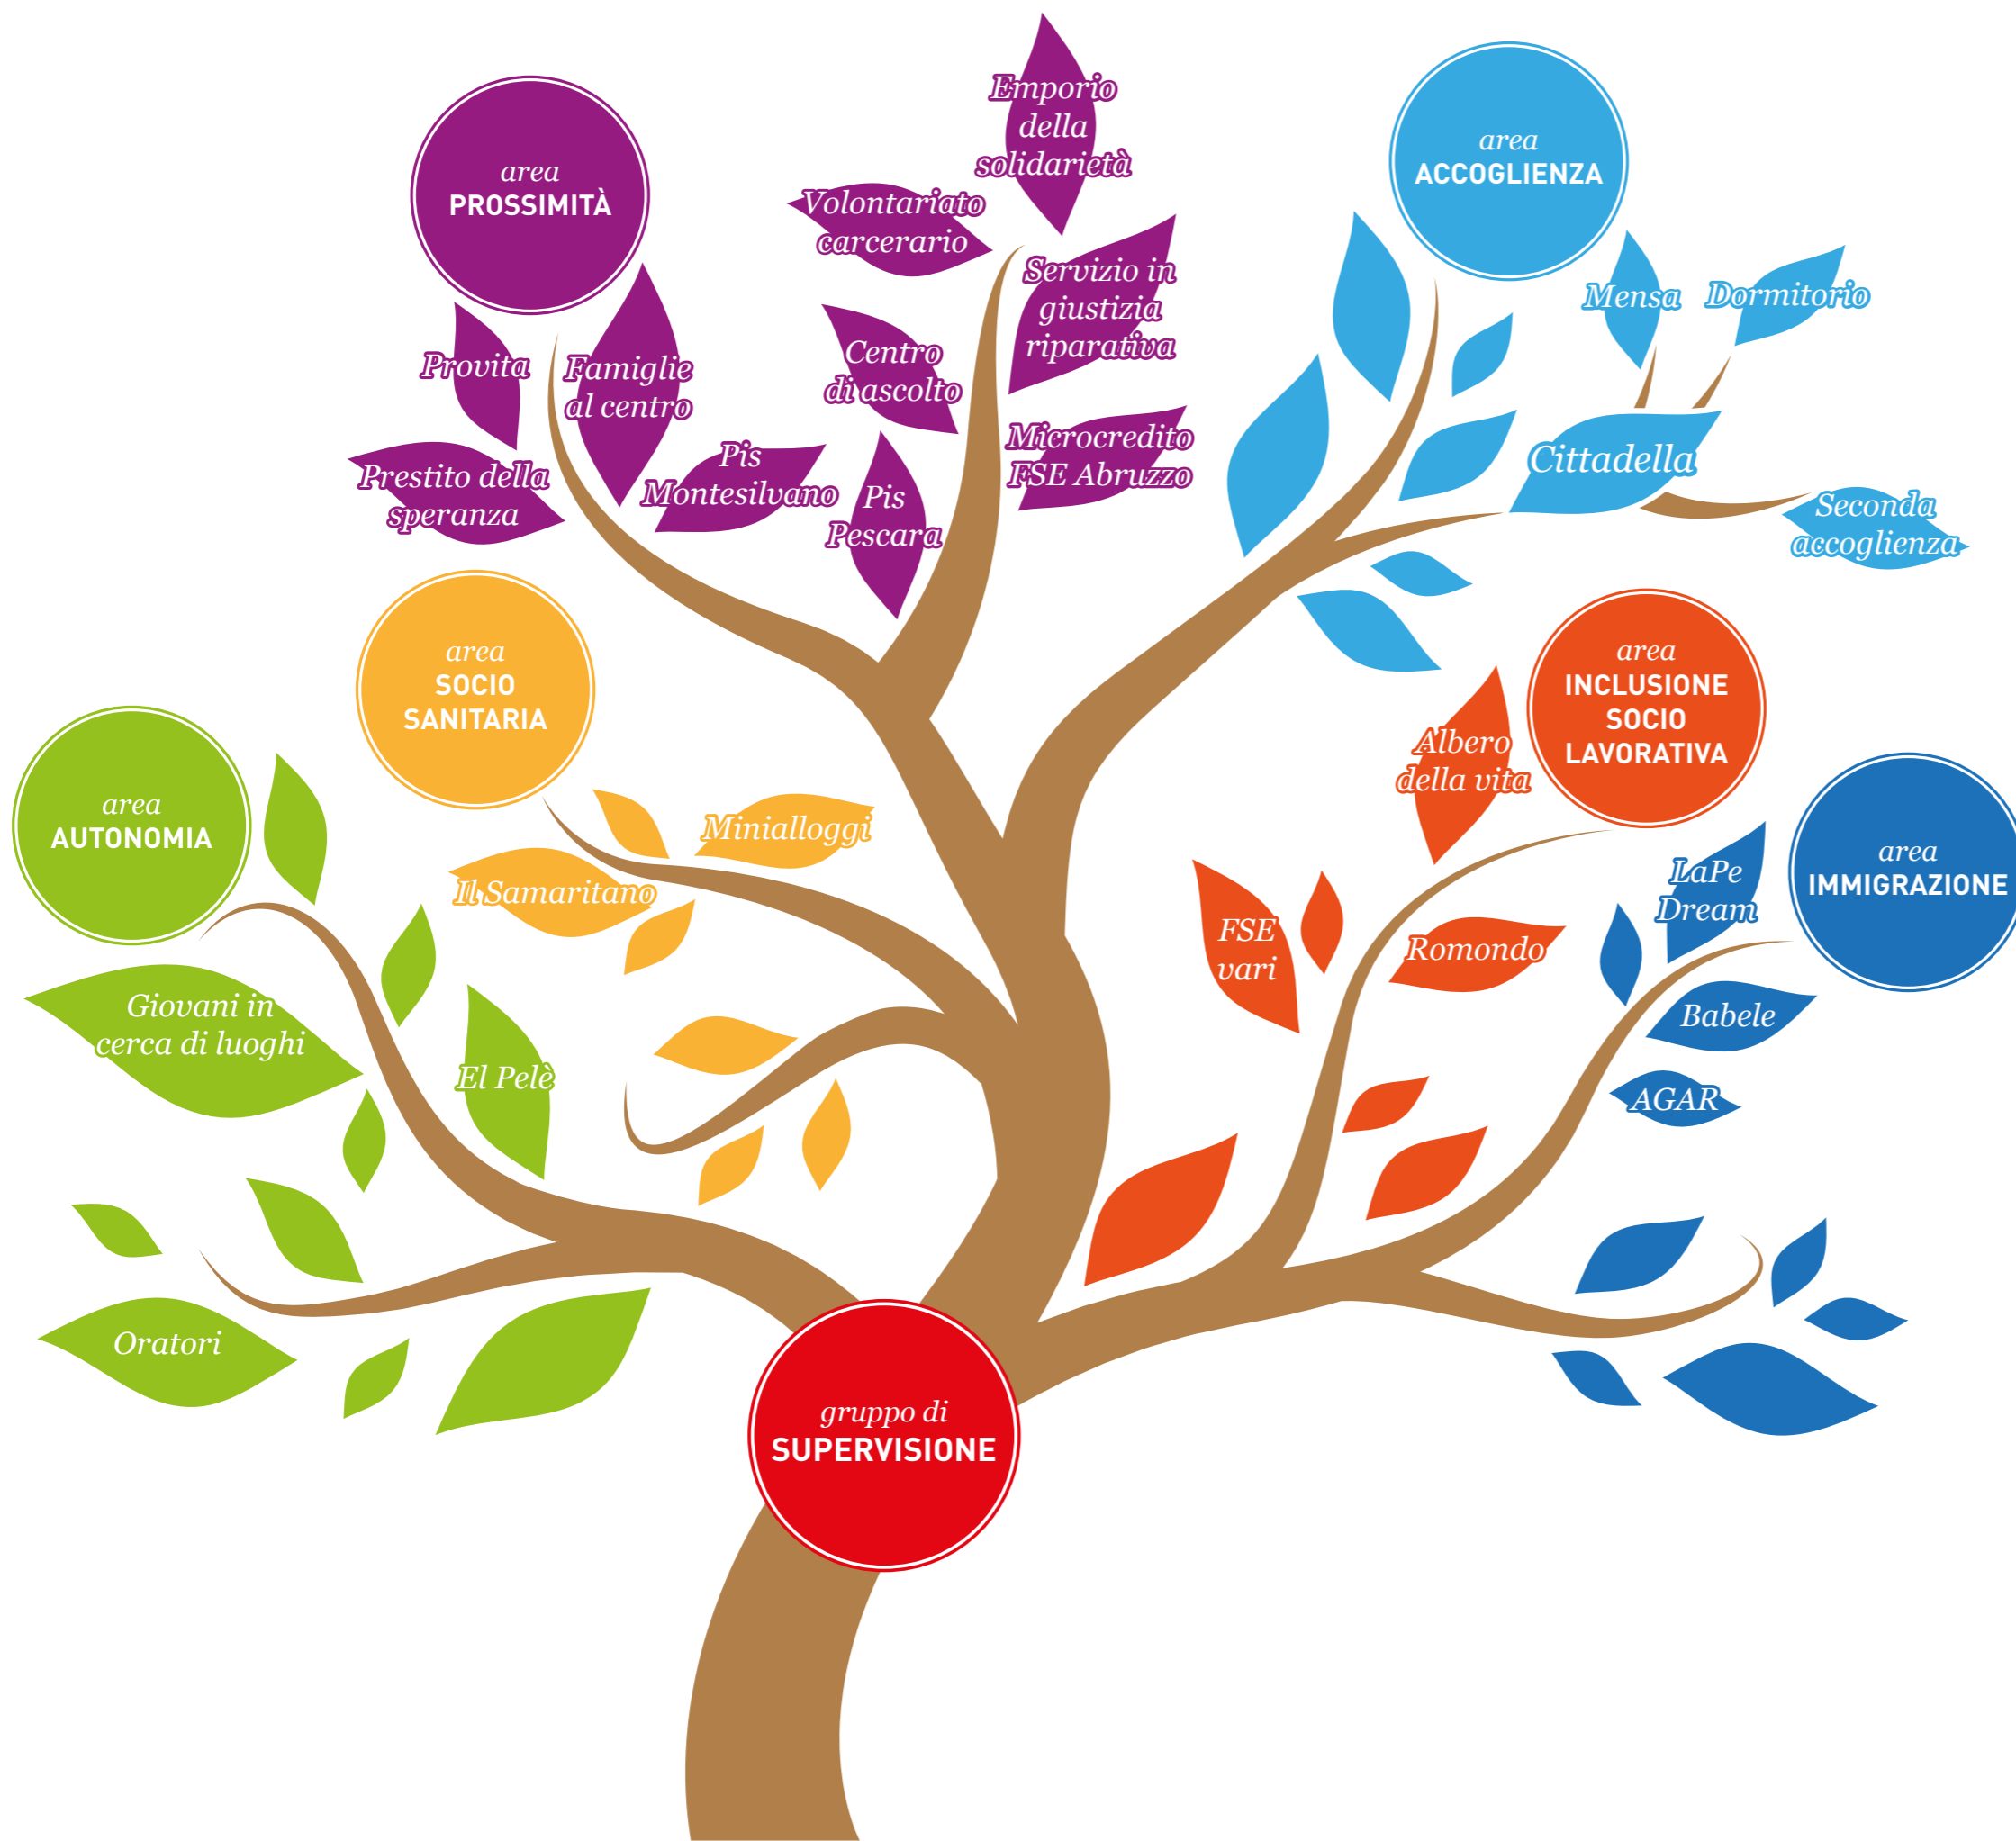 area
PROSSIMITÀ
Provita
Famiglie
al centro
Prestito della
speranza
Pis
Montesilvano
Pis
Pescara
Centro
di ascolto
Volontariato
carcerario
Emporio
della
solidarietà
Servizio in
giustizia
riparativa
Microcredito
FSE Abruzzo
area
ACCOGLIENZA
Mensa
Dormitorio
Cittadella
Seconda
accoglienza
area
SOCIO
SANITARIA
Minialloggi
Il Samaritano
area
AUTONOMIA
Giovani in
cerca di luoghi
El Pelè
Oratori
area
INCLUSIONE
SOCIO
LAVORATIVA
Albero
della vita
FSE
vari
Romondo
area
IMMIGRAZIONE
LaPe
Dream
Babele
AGAR
gruppo di
SUPERVISIONE